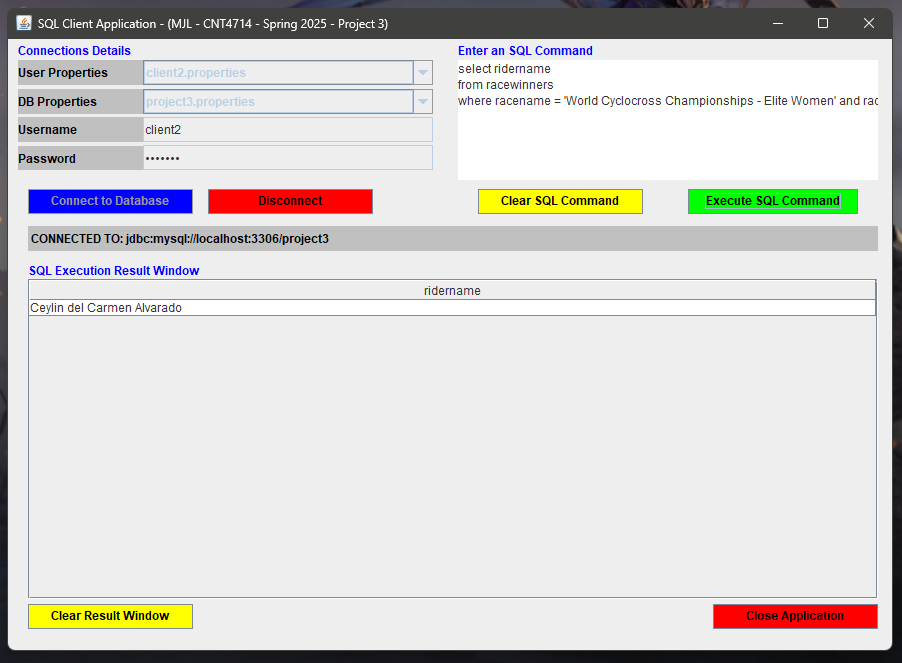 SQL Client Application - (MJL - CNT4714 - Spring 2025 - Project 3)
Connections Details
User Properties client2.properties
DB Properties project3.properties
Username client2
Password •••••••
Connect to Database Disconnect
Enter an SQL Command
select ridername
from racewinners
where racename = 'World Cyclocross Championships - Elite Women' and rac
Clear SQL Command Execute SQL Command
CONNECTED TO: jdbc:mysql://localhost:3306/project3
SQL Execution Result Window
ridername
Ceylin del Carmen Alvarado
Clear Result Window Close Application